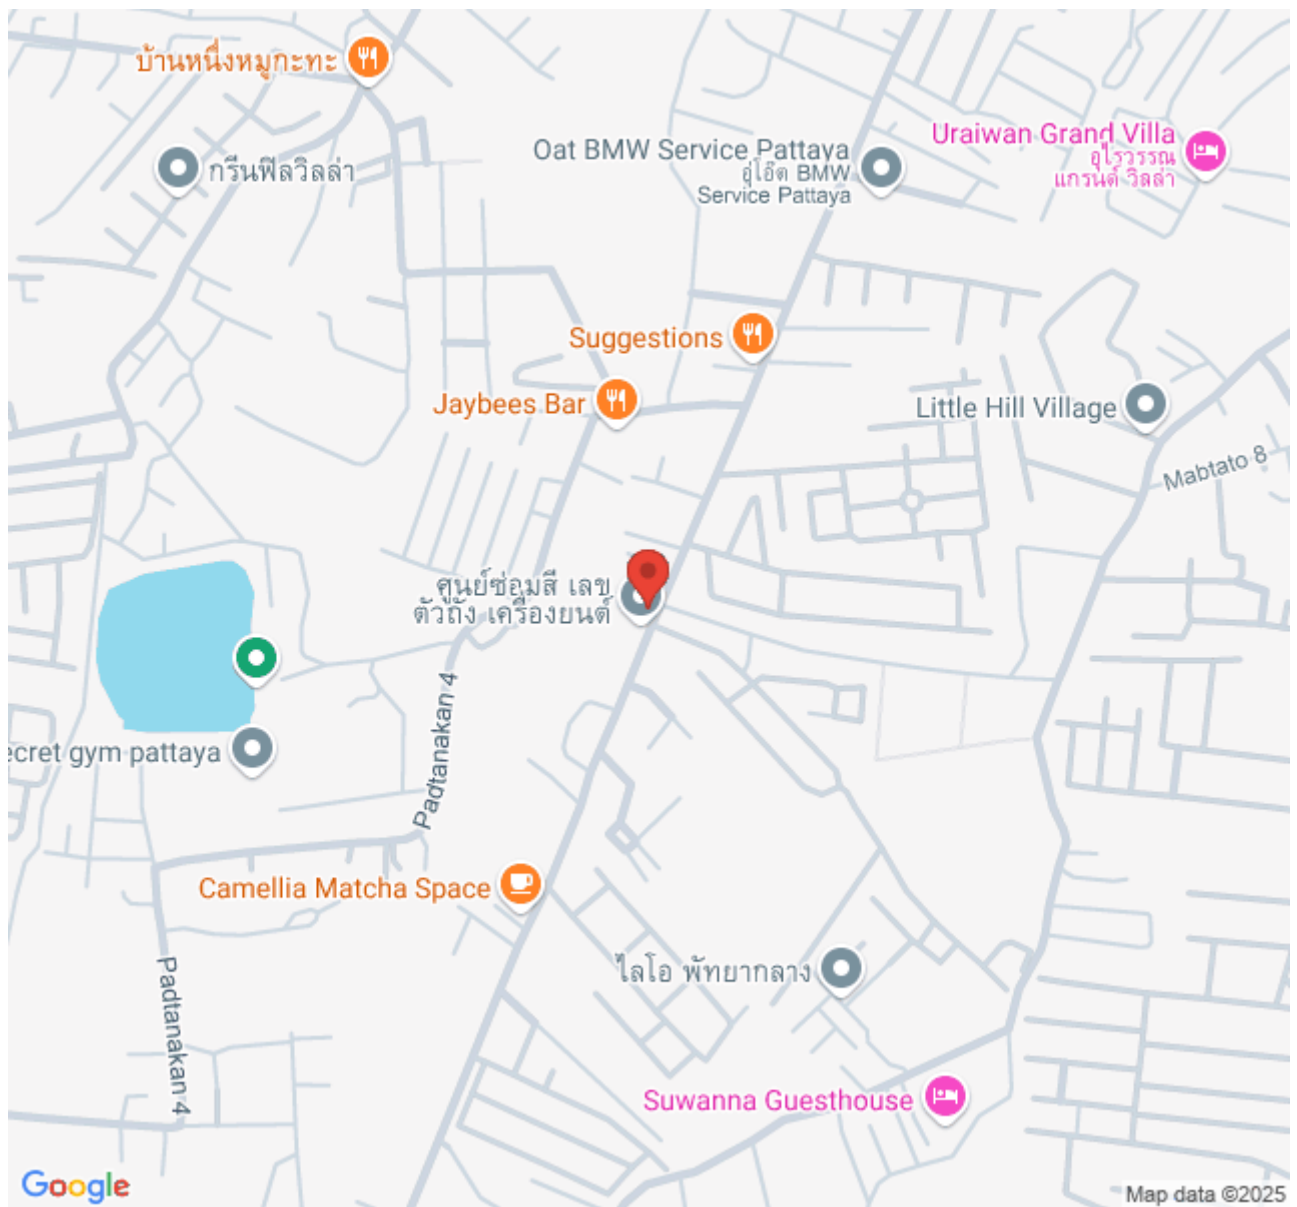 บ้านหนึ่งหมูกะทะ
กรีนฟิลวิลล่า
Oat BMW Service Pattaya
อู่โอ๊ต BMW
Service Pattaya
Uraiwan Grand Villa
อุไรวรรณ
แกรนด์ วิลล่า
Suggestions
Jaybees Bar
Little Hill Village
Mabtato 8
ศูนย์ซ่อมสี เลข
ตัวถัง เครื่องยนต์
Padtanakan 4
ecret gym pattaya
Camellia Matcha Space
ไลโอ พัทยากลาง
Padtanakan 4
Suwanna Guesthouse
Google
Map data ©2025